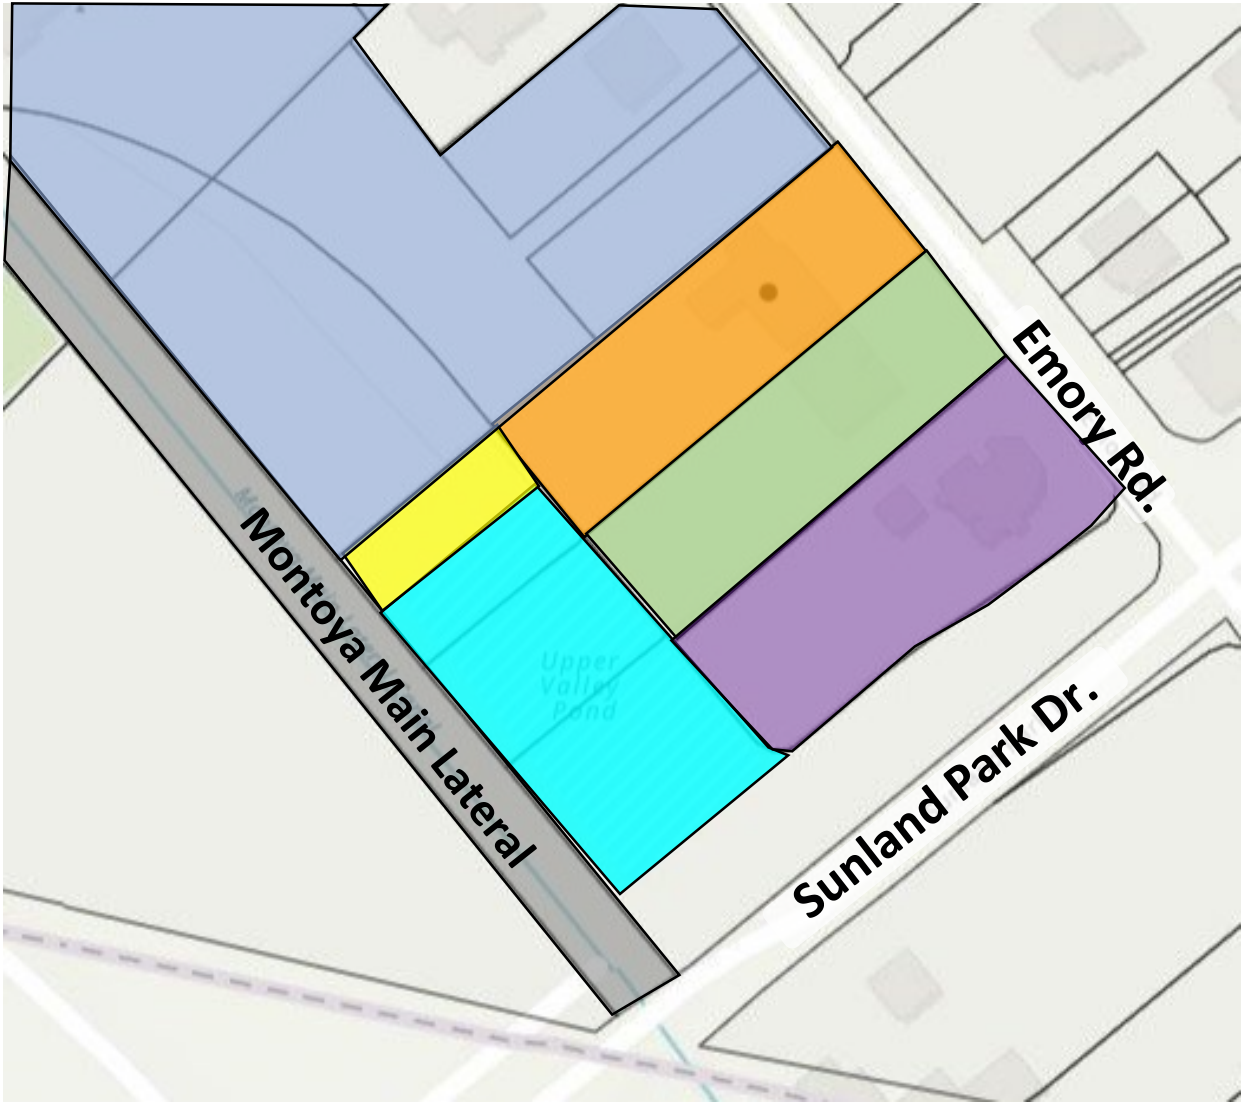 Emory Rd.
Montoya Main Lateral
Upper
Valley
Pond
Sunland Park Dr.